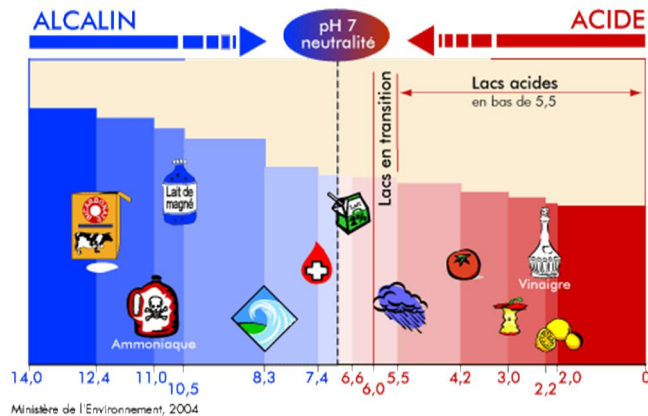 ALCALIN
pH 7
neutralité
ACIDE
Lacs acides
en bas de 5,5
Lacs en transition
Lait de
magné
Lait
Ammoniaque
Vinaigre
14,0
12,4
11,0
10,5
8,3
7,4
6,6
6,0
5,5
4,2
3,0
2,2
2,0
0
Ministère de l'Environnement, 2004